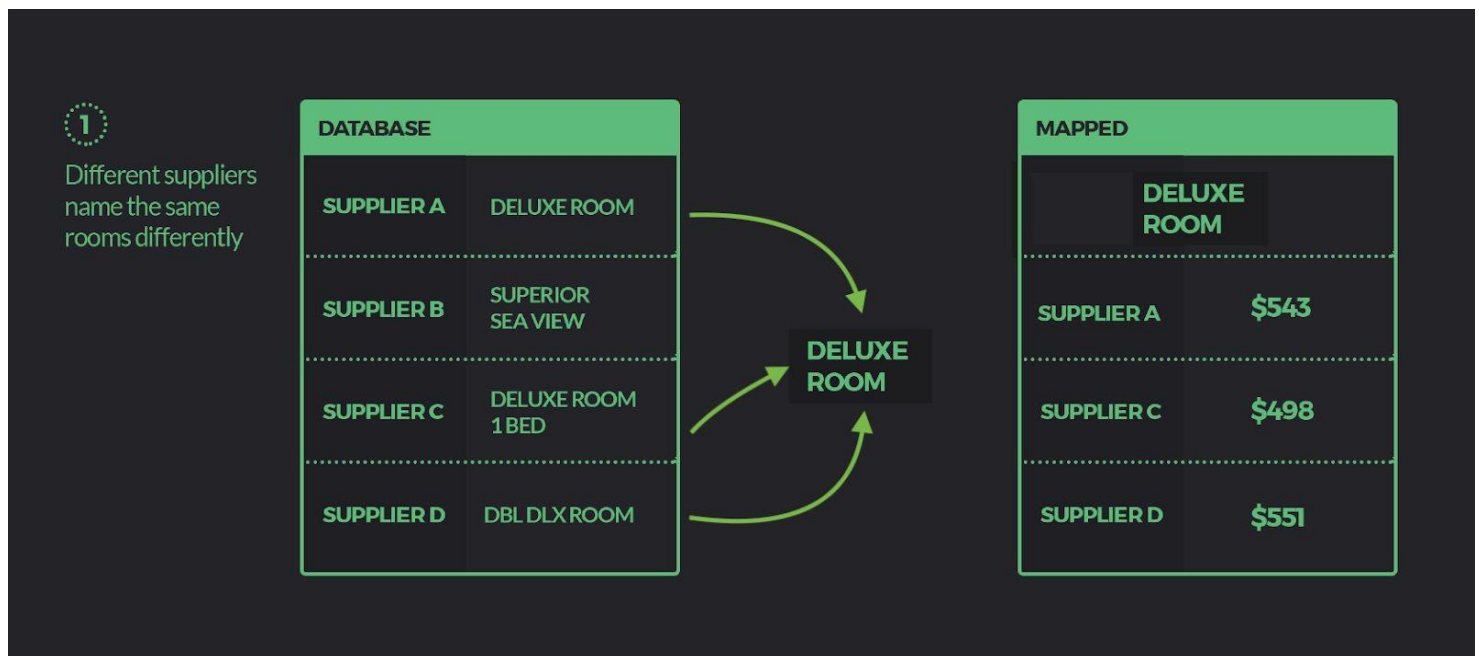 1
Different suppliers
name the same
rooms differently
DATABASE
SUPPLIER A DELUXE ROOM
SUPPLIER B SUPERIOR
SEA VIEW
SUPPLIER C DELUXE ROOM
1 BED
SUPPLIER D DBL DLX ROOM
DELUXE
ROOM
MAPPED
DELUXE
ROOM
SUPPLIER A $543
SUPPLIER C $498
SUPPLIER D $551